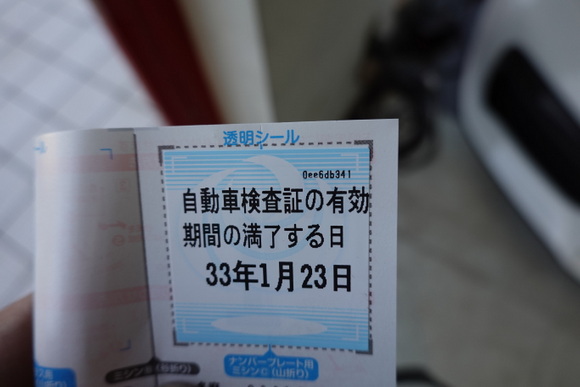 透明シール
0ee6db341
自動車検査証の有効
期間の満了する日
33年1月23日
ナンバープレート用
ミシン©(山折り)